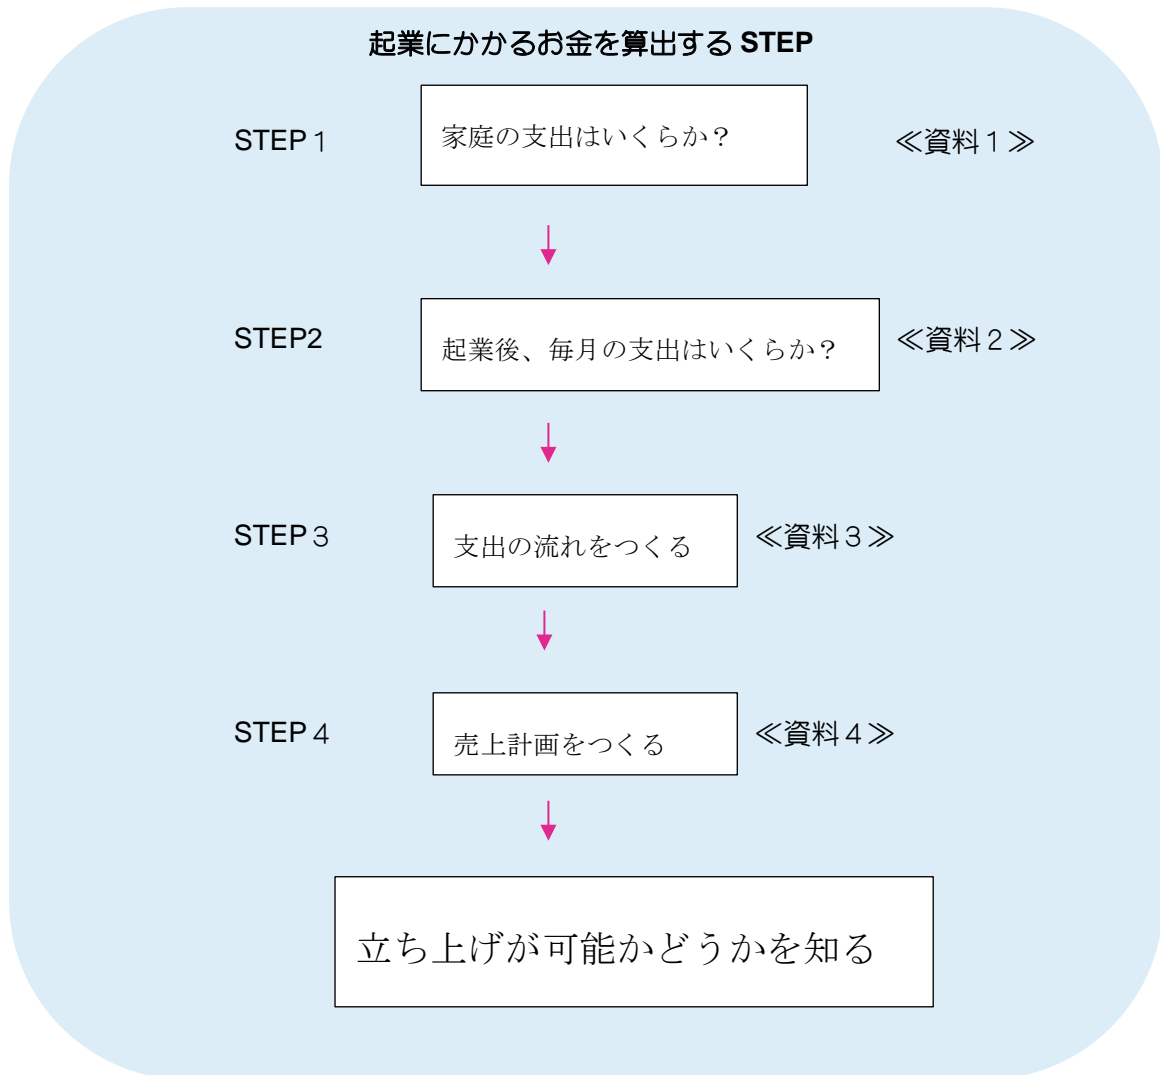 起業にかかるお金を算出する STEP
STEP１ 家庭の支出はいくらか？ ≪資料１≫
STEP2 起業後、毎月の支出はいくらか？ ≪資料２≫
STEP３ 支出の流れをつくる ≪資料３≫
STEP４ 売上計画をつくる ≪資料４≫
立ち上げが可能かどうかを知る